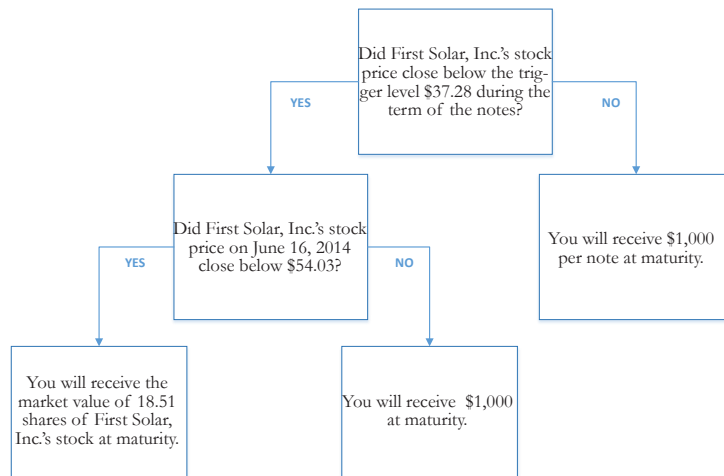 Did First Solar, Inc.'s stock
price close below the trig-
ger level $37.28 during the
term of the notes?
YES
NO
Did First Solar, Inc.'s stock
price on June 16, 2014
close below $54.03?
You will receive $1,000
per note at maturity.
YES
NO
You will receive the
market value of 18.51
shares of First Solar,
Inc.'s stock at maturity.
You will receive $1,000
at maturity.